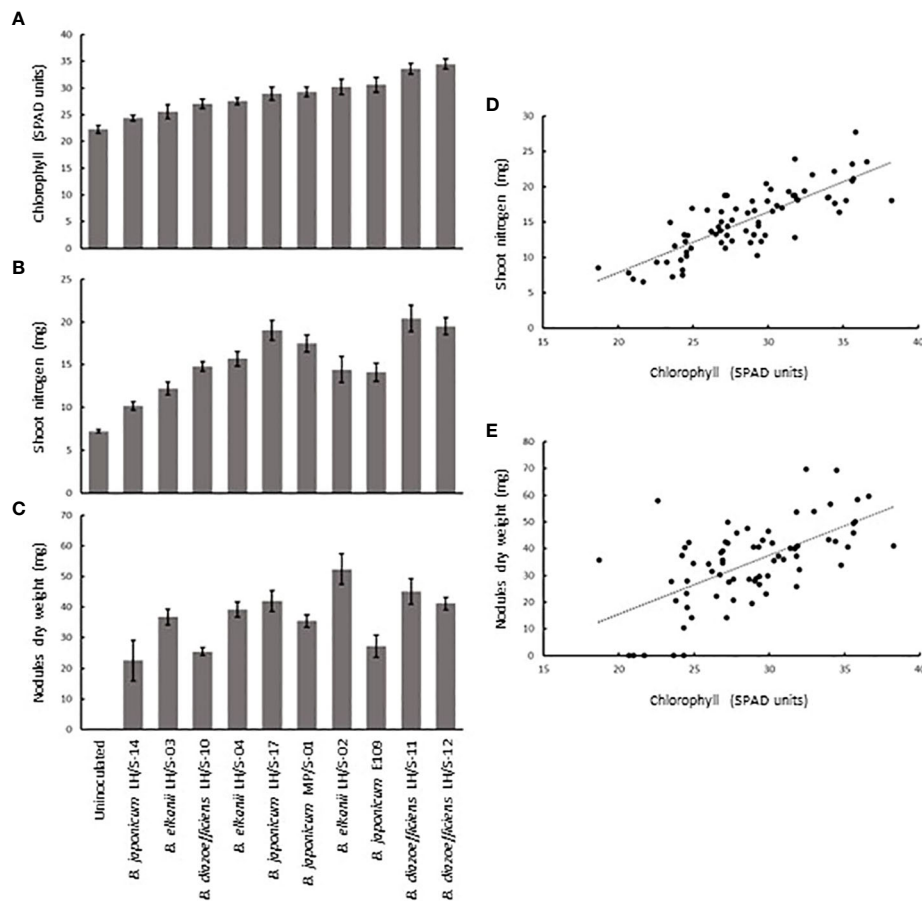 A
40
35
30
25
20
15
10
5
0
Chlorophyll (SPAD units)
B
25
20
15
10
5
0
Shoot nitrogen (mg)
C
70
60
50
40
30
20
10
0
Nodules dry weight (mg)
Uninoculated
B. japonicum LH/S-14
B. elkanii LH/S-03
B. diazoefficiens LH/S-10
B. elkanii LH/S-04
B. japonicum LH/S-17
B. japonicum MP/S-01
B. elkanii LH/S-02
B. japonicum E109
B. diazoefficiens LH/S-11
B. diazoefficiens LH/S-12
D
30
25
20
15
10
5
0
Shoot nitrogen (mg)
15 20 25 30 35 40
Chlorophyll (SPAD units)
E
80
70
60
50
40
30
20
10
0
Nodules dry weight (mg)
15 20 25 30 35 40
Chlorophyll (SPAD units)